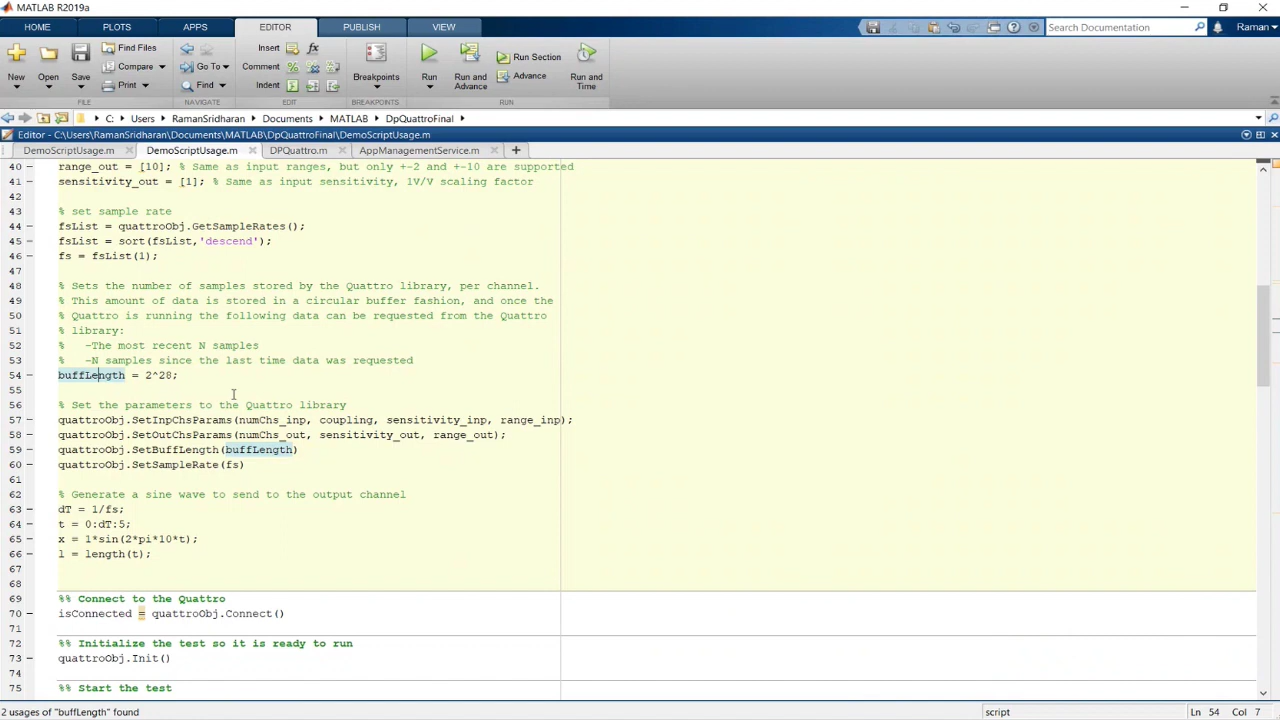 MATLAB R2019a
HOME PLOTS APPS EDITOR PUBLISH VIEW
Search Documentation
Raman
New
Open
Save
Find Files
Compare
Print
FILE
Go To
Find
NAVIGATE
Insert
Comment
Indent
EDIT
Breakpoints
BREAKPOINTS
Run
Run and Advance
Run Section
Advance
Run and Time
RUN
C: Users RamanSridharan Documents MATLAB DpQuattroFinal
Editor - C:\Users\RamanSridharan\Documents\MATLAB\DpQuattroFinal\DemoScriptUsage.m
DemoScriptUsage.m DemoScriptUsage.m DPQuattro.m AppManagementService.m
40 range_out = [10]; % Same as input ranges, but only +-2 and +-10 are supported
41 sensitivity_out = [1]; % Same as input sensitivity, 1V/V scaling factor
42
43 % set sample rate
44 fsList = quattroObj.GetSampleRates();
45 fsList = sort(fsList,'descend');
46 fs = fsList(1);
47
48 % Sets the number of samples stored by the Quattro library, per channel.
49 % This amount of data is stored in a circular buffer fashion, and once the
50 % Quattro is running the following data can be requested from the Quattro
51 % library:
52 % -The most recent N samples
53 % -N samples since the last time data was requested
54 buffLength = 2^28;
55
56 % Set the parameters to the Quattro library
57 quattroObj.SetInpChsParams(numChs_inp, coupling, sensitivity_inp, range_inp);
58 quattroObj.SetOutChsParams(numChs_out, sensitivity_out, range_out);
59 quattroObj.SetBuffLength(buffLength)
60 quattroObj.SetSampleRate(fs)
61
62 % Generate a sine wave to send to the output channel
63 dT = 1/fs;
64 t = 0:dT:5;
65 x = 1*sin(2*pi*10*t);
66 l = length(t);
67
68
69 %% Connect to the Quattro
70 isConnected = quattroObj.Connect()
71
72 %% Initialize the test so it is ready to run
73 quattroObj.Init()
74
75 %% Start the test
2 usages of "buffLength" found
script
Ln 54 Col 7